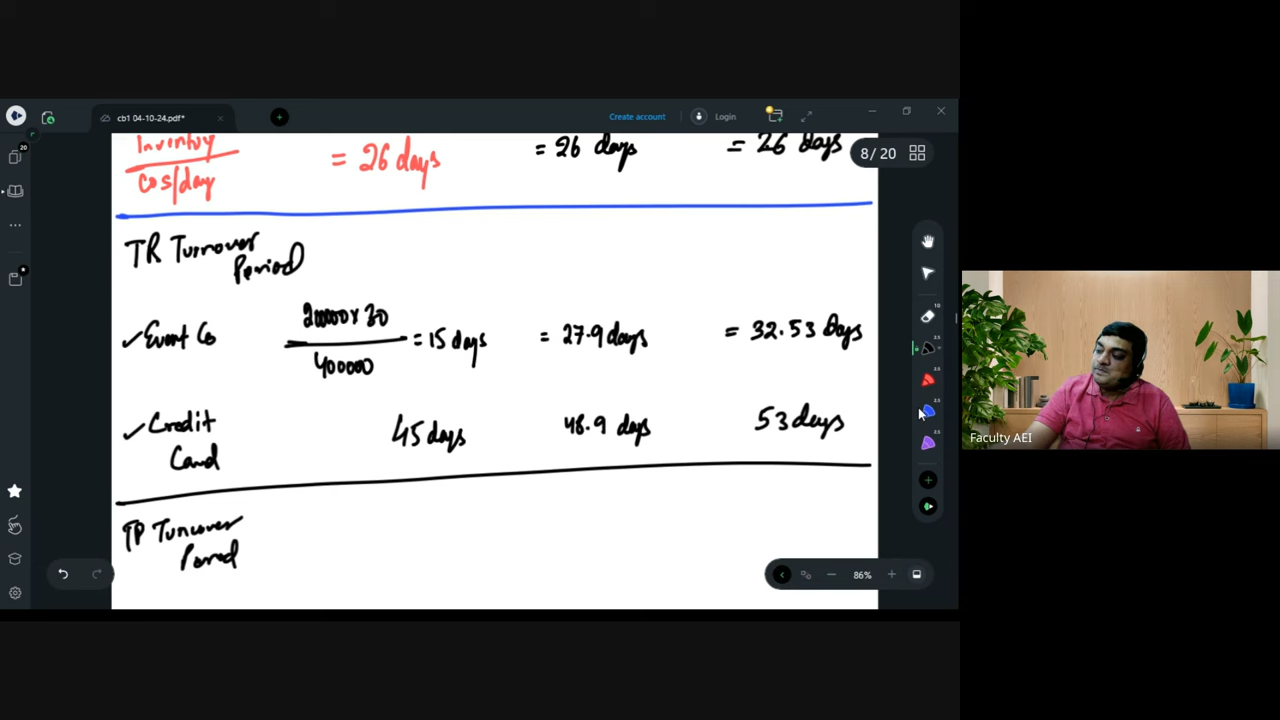 cb1 04-10-24.pdf*
Create account
Login
20
8/20
Inventory
Cos/day
= 26 days
= 26 days
= 26 days
TR Turnover
Period
✓ Event Co
200000 x 30
400000
= 15 days
= 27.9 days
= 32.53 Days
✓ Credit
Card
45 days
48.9 days
53 days
TP Turnover
Period
86%
Faculty AEI